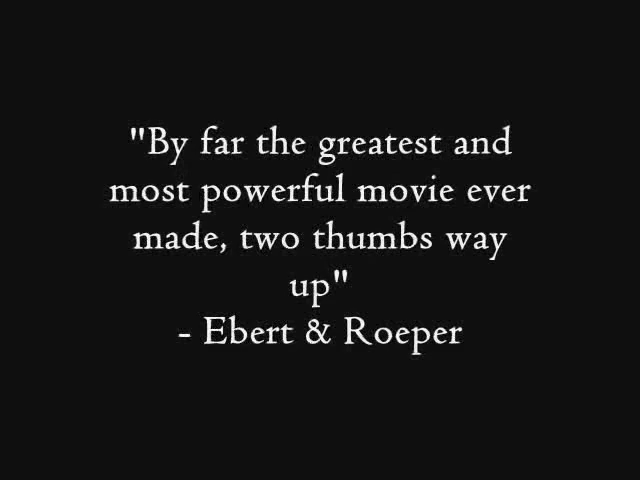 "By far the greatest and
most powerful movie ever
made, two thumbs way
up"
- Ebert & Roeper